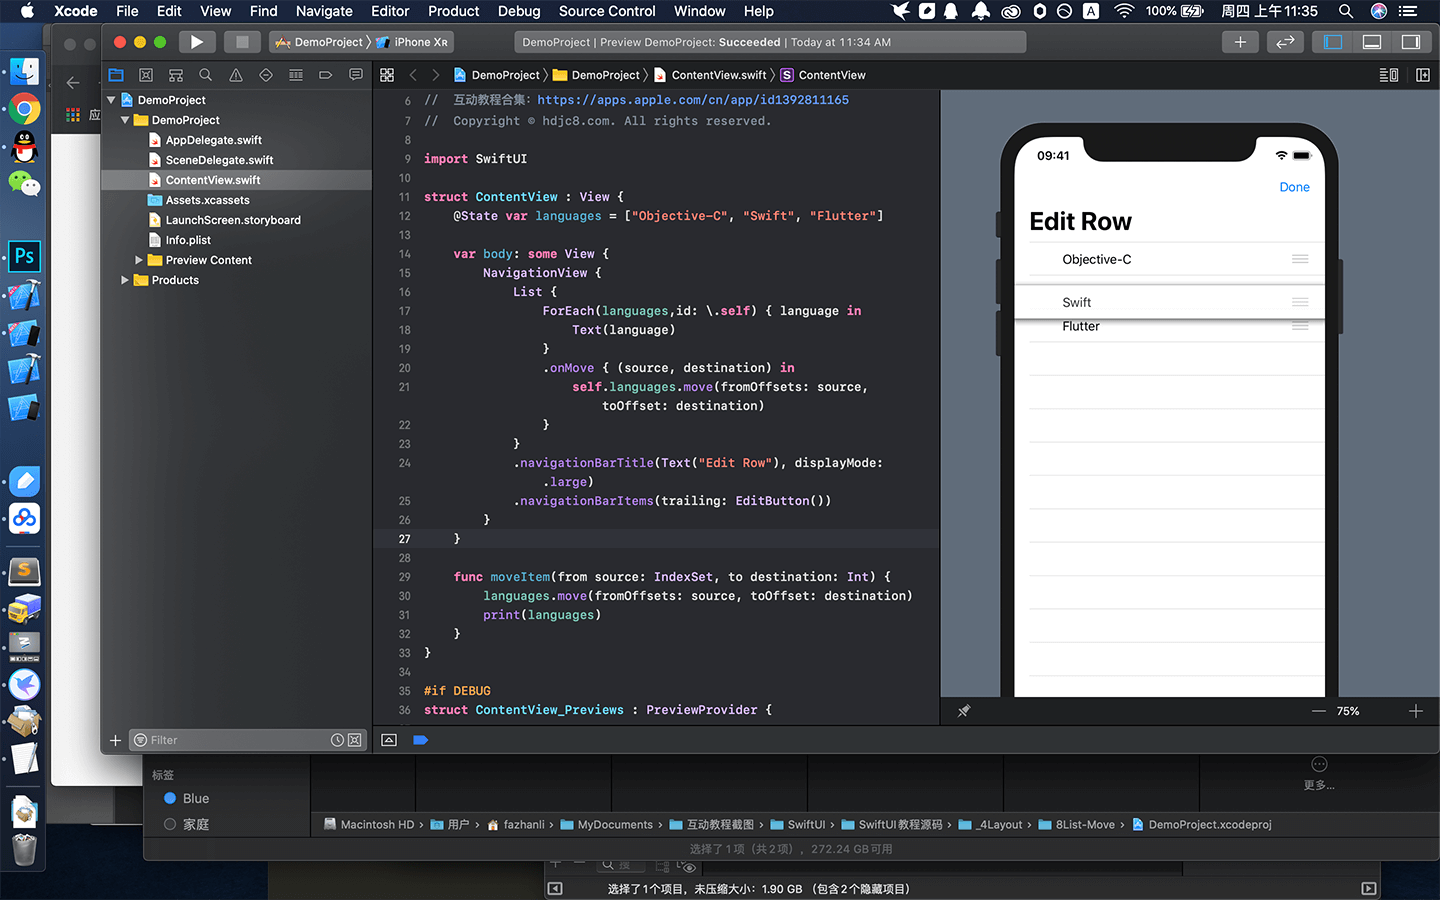 Xcode File Edit View Find Navigate Editor Product Debug Source Control Window Help
A 100% 周四 上午11:35
DemoProject iPhone XR
DemoProject | Preview DemoProject: Succeeded | Today at 11:34 AM
DemoProject
DemoProject
AppDelegate.swift
SceneDelegate.swift
ContentView.swift
Assets.xcassets
LaunchScreen.storyboard
Info.plist
Preview Content
Products
Filter
应
Ps
DemoProject DemoProject ContentView.swift S ContentView
6 // 互动教程合集：https://apps.apple.com/cn/app/id1392811165
7 // Copyright © hdjc8.com. All rights reserved.
8
9 import SwiftUI
10
11 struct ContentView : View {
12 @State var languages = ["Objective-C", "Swift", "Flutter"]
13
14 var body: some View {
15 NavigationView {
16 List {
17 ForEach(languages,id: \.self) { language in
18 Text(language)
19 }
20 .onMove { (source, destination) in
21 self.languages.move(fromOffsets: source,
toOffset: destination)
22 }
23 }
24 .navigationBarTitle(Text("Edit Row"), displayMode:
.large)
25 .navigationBarItems(trailing: EditButton())
26 }
27 }
28
29 func moveItem(from source: IndexSet, to destination: Int) {
30 languages.move(fromOffsets: source, toOffset: destination)
31 print(languages)
32 }
33 }
34
35 #if DEBUG
36 struct ContentView_Previews : PreviewProvider {
09:41
Done
Edit Row
Objective-C
Swift
Flutter
75%
标签
Blue
家庭
更多...
Macintosh HD › 用户 › fazhanli › MyDocuments › 互动教程截图 › SwiftUI › SwiftUI教程源码 › _4Layout › 8List-Move › DemoProject.xcodeproj
选择了 1 项（共 2 项），272.24 GB 可用
选择了1个项目，未压缩大小：1.90 GB （包含2个隐藏项目）